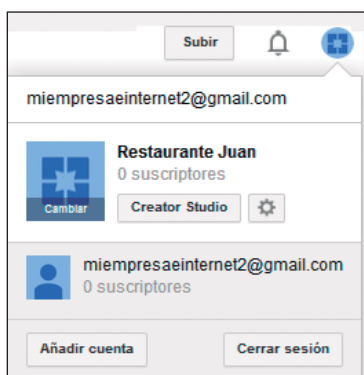 Subir
miempresaeinternet2@gmail.com
Restaurante Juan
0 suscriptores
Cambiar
Creator Studio
miempresaeinternet2@gmail.com
0 suscriptores
Añadir cuenta
Cerrar sesión